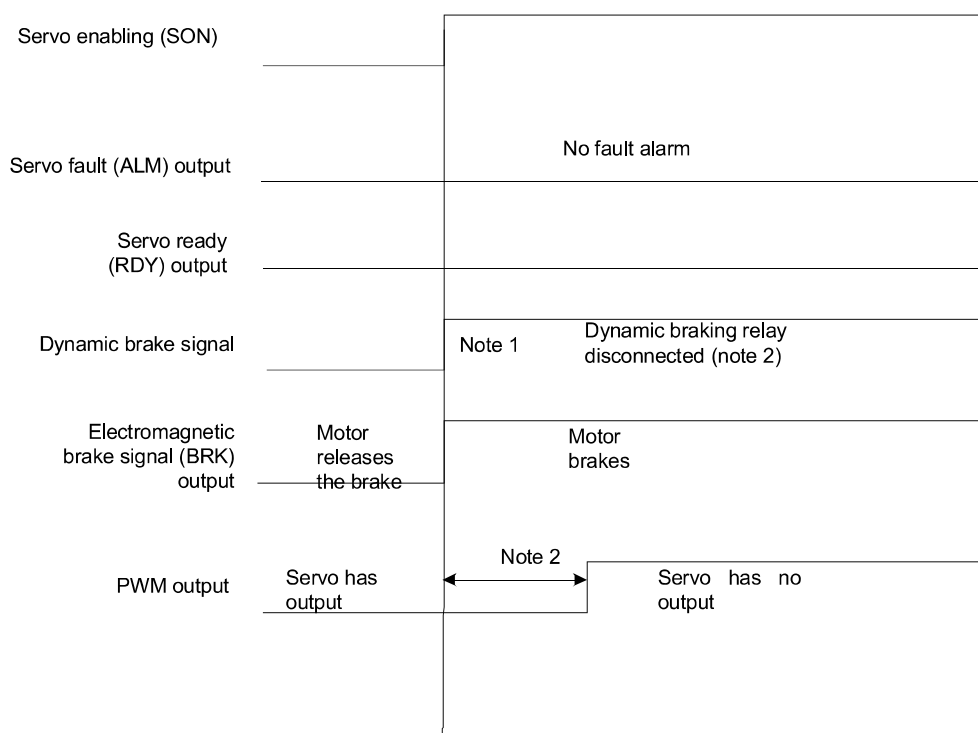 Servo enabling (SON)
No fault alarm
Servo fault (ALM) output
Servo ready
(RDY) output
Dynamic brake signal
Note 1
Dynamic braking relay
disconnected (note 2)
Electromagnetic
brake signal (BRK)
output
Motor
releases
the brake
Motor
brakes
Note 2
PWM output
Servo has
output
Servo has no
output